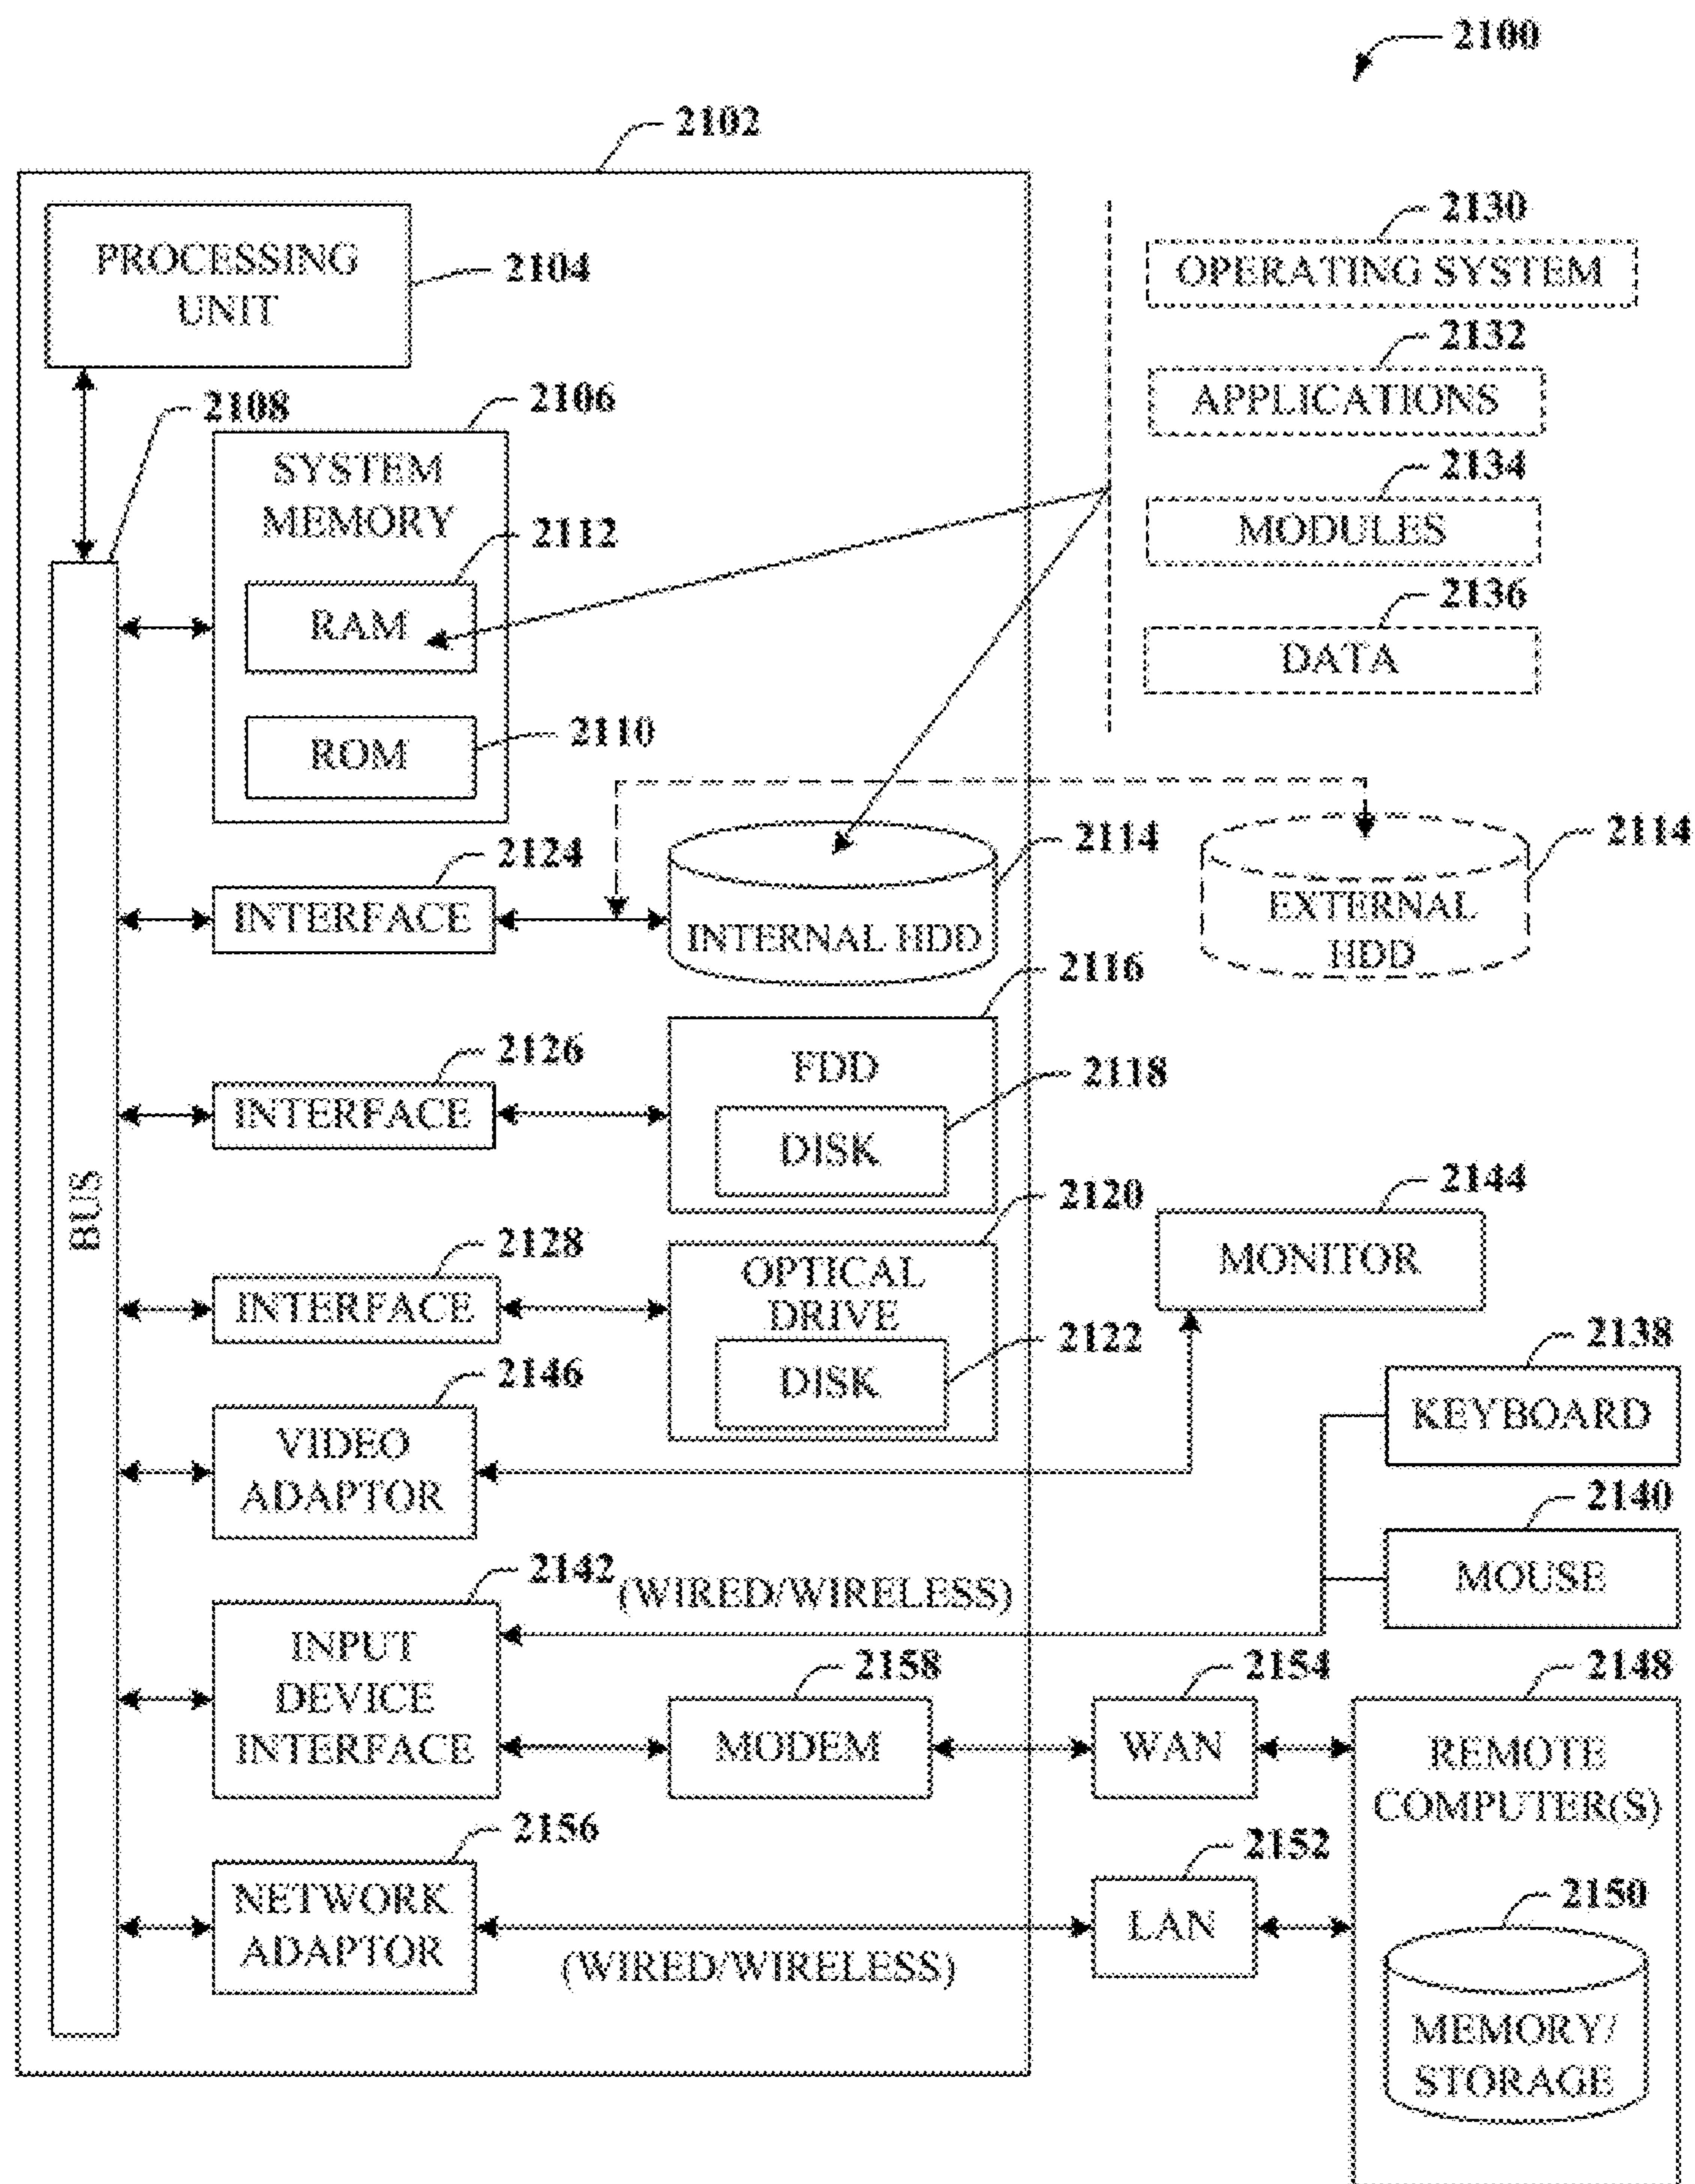 2100
2102
PROCESSING
UNIT
2104
2130
OPERATING SYSTEM
2132
APPLICATIONS
2134
MODULES
2136
DATA
2108
2106
SYSTEM
MEMORY
2112
RAM
2110
ROM
2124
INTERFACE
2114
INTERNAL HDD
2114
EXTERNAL
HDD
2126
INTERFACE
2116
FDD
2118
DISK
BUS
2128
INTERFACE
2120
OPTICAL
DRIVE
2122
DISK
2144
MONITOR
2146
VIDEO
ADAPTOR
2138
KEYBOARD
2140
MOUSE
2142
(WIRED/WIRELESS)
INPUT
DEVICE
INTERFACE
2158
MODEM
2154
WAN
2148
REMOTE
COMPUTER(S)
2156
NETWORK
ADAPTOR
(WIRED/WIRELESS)
2152
LAN
2150
MEMORY/
STORAGE